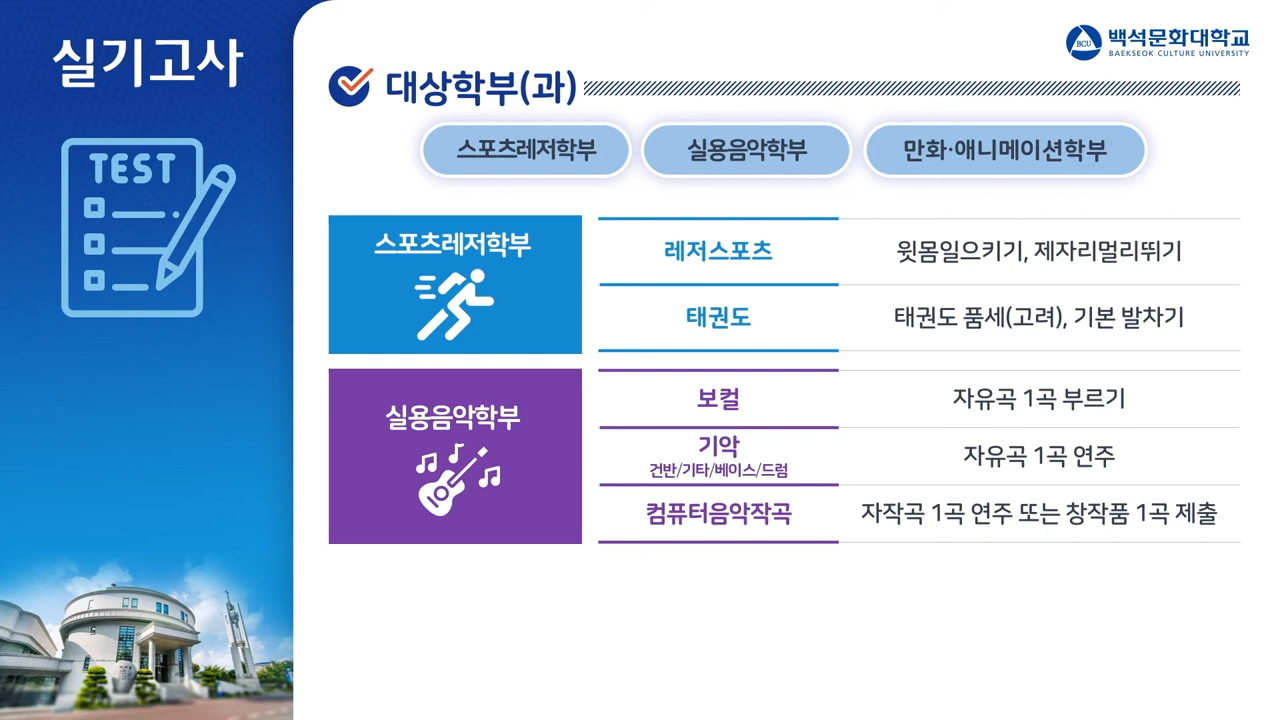 실기고사
TEST
백석문화대학교
BAEKSEOK CULTURE UNIVERSITY
BCU
대상학부(과)
스포츠레저학부 실용음악학부 만화·애니메이션학부
스포츠레저학부
레저스포츠 윗몸일으키기, 제자리멀리뛰기
태권도 태권도 품세(고려), 기본 발차기
실용음악학부
보컬 자유곡 1곡 부르기
기악 자유곡 1곡 연주
건반/기타/베이스/드럼
컴퓨터음악작곡 자작곡 1곡 연주 또는 창작품 1곡 제출